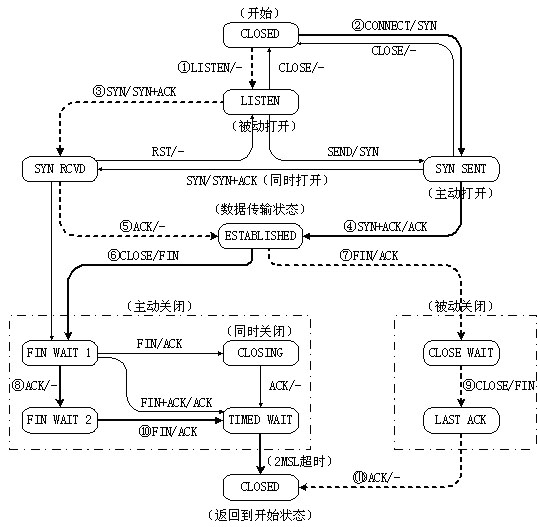 (开始)
CLOSED
②CONNECT/SYN
CLOSE/-
①LISTEN/-
CLOSE/-
③SYN/SYN+ACK
LISTEN
(被动打开)
RST/-
SEND/SYN
SYN RCVD
SYN SENT
SYN/SYN+ACK(同时打开)
(主动打开)
(数据传输状态)
⑤ACK/-
④SYN+ACK/ACK
ESTABLISHED
⑥CLOSE/FIN
⑦FIN/ACK
(主动关闭)
(被动关闭)
(同时关闭)
FIN/ACK
FIN WAIT 1
CLOSING
CLOSE WAIT
⑧ACK/-
ACK/-
⑨CLOSE/FIN
FIN+ACK/ACK
FIN WAIT 2
TIMED WAIT
LAST ACK
⑩FIN/ACK
(2MSL超时)
⑪ACK/-
CLOSED
(返回到开始状态)